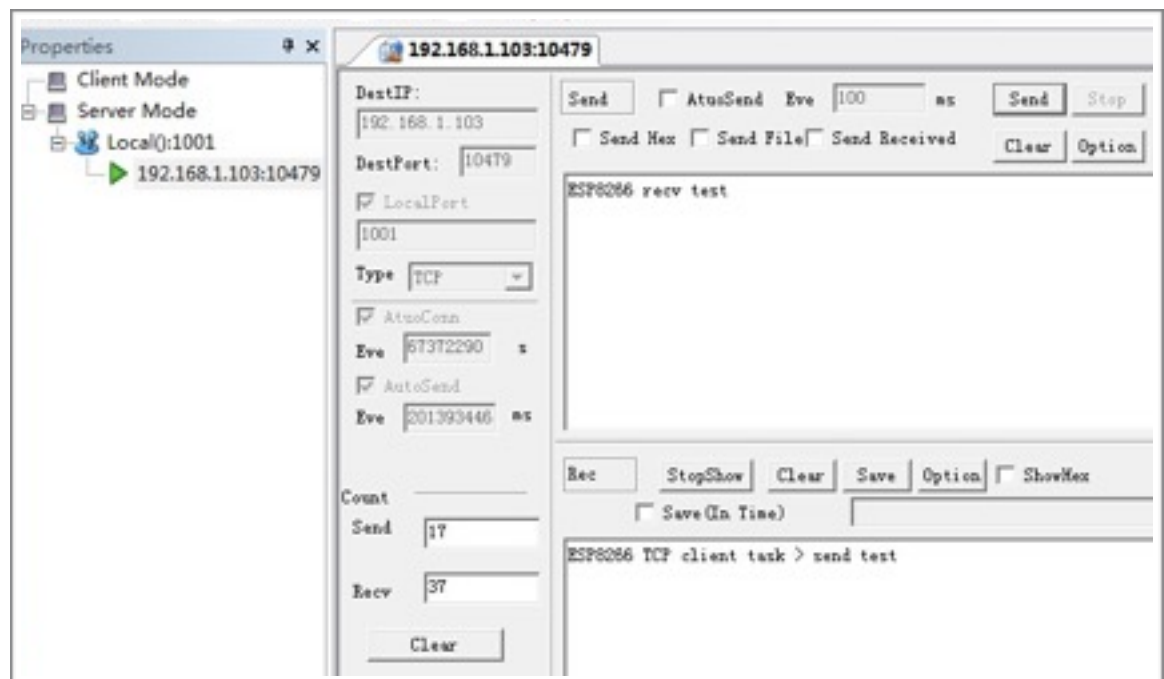 Properties
Client Mode
Server Mode
Local():1001
192.168.1.103:10479
192.168.1.103:10479
DestIP:
192.168.1.103
DestPort: 10479
LocalPort
1001
Type TCP
AtuoConn
Eve 67372290 s
AutoSend
Eve 201393446 ms
Count
Send 17
Recv 37
Clear
Send AtuoSend Eve 100 ms Send Stop
Send Hex Send File Send Received Clear Option
ESP8266 recv test
Rec StopShow Clear Save Option ShowHex
Save(In Time)
ESP8266 TCP client task > send test